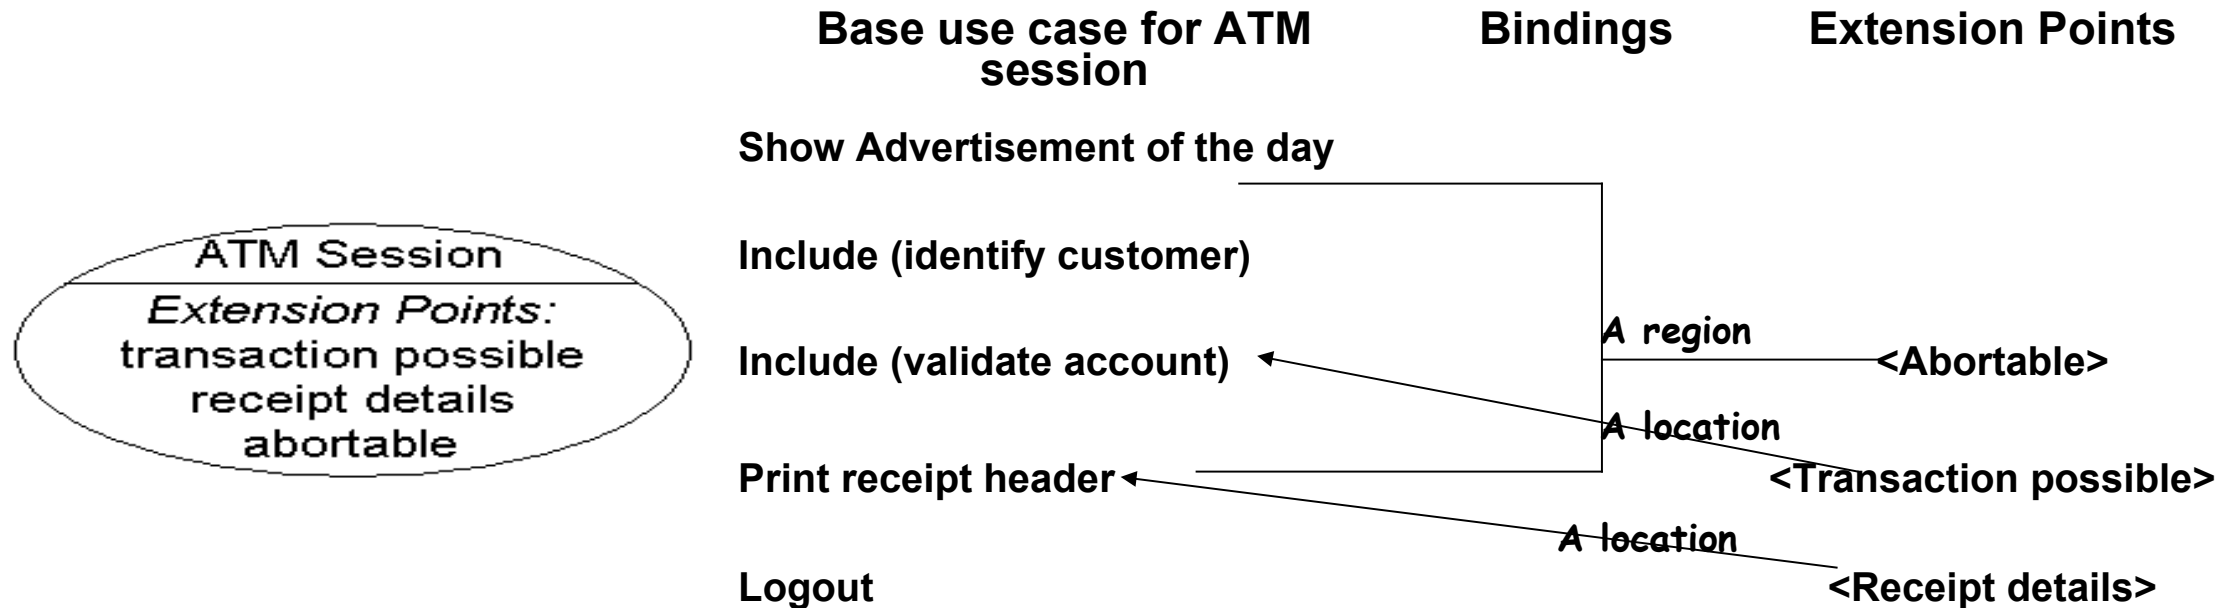 Base use case for ATM
session
Bindings
Extension Points
ATM Session
Extension Points:
transaction possible
receipt details
abortable
Show Advertisement of the day
Include (identify customer)
Include (validate account)
Print receipt header
Logout
A region
A location
A location
<Abortable>
<Transaction possible>
<Receipt details>